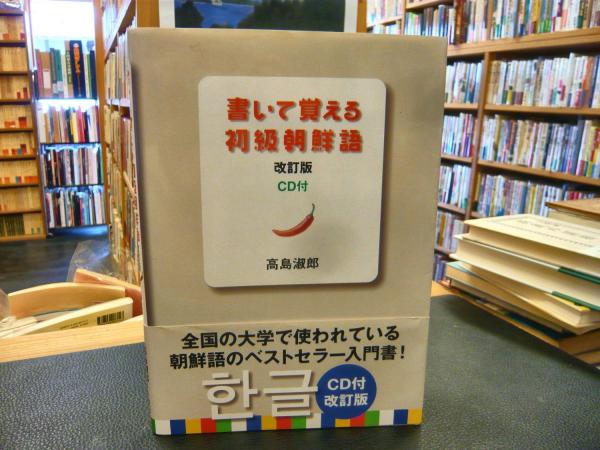 書いて覚える
初級朝鮮語
改訂版
CD付
高島淑郎
全国の大学で使われている
朝鮮語のベストセラー入門書!
한글
CD付
改訂版